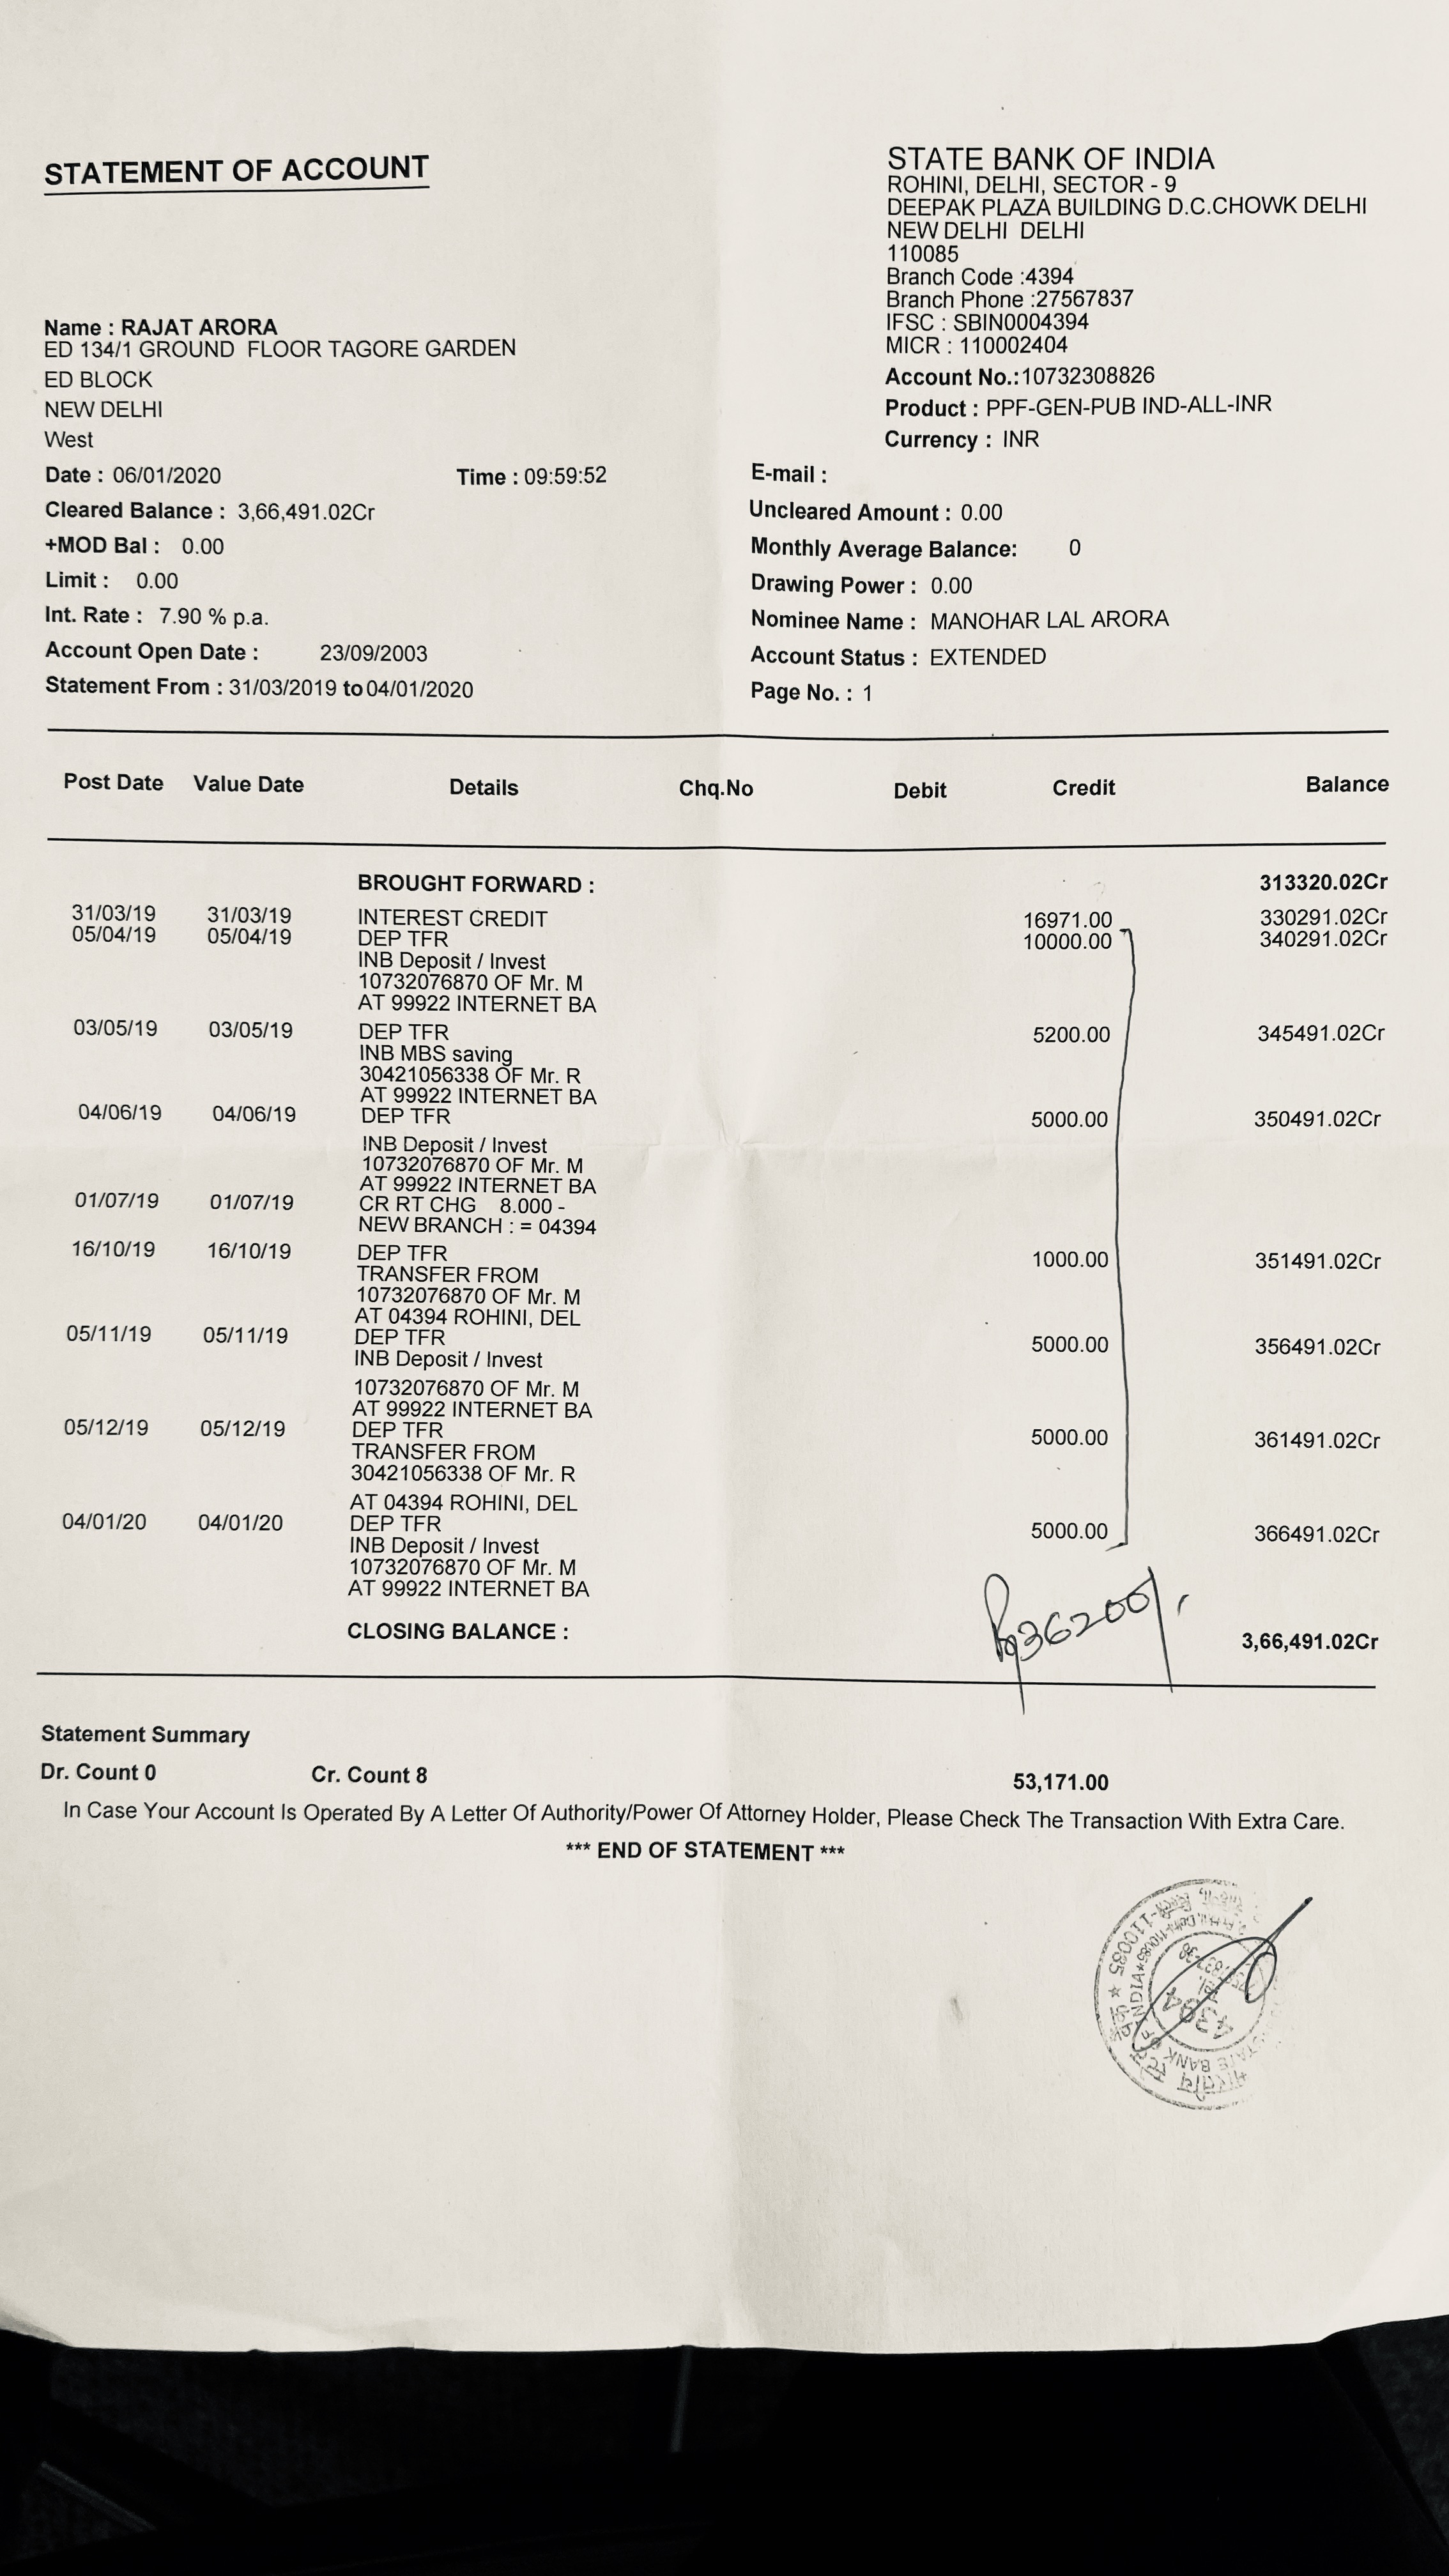 STATEMENT OF ACCOUNT
STATE BANK OF INDIA
ROHINI, DELHI, SECTOR - 9
DEEPAK PLAZA BUILDING D.C.CHOWK DELHI
NEW DELHI DELHI
110085
Branch Code :4394
Branch Phone :27567837
IFSC : SBIN0004394
MICR : 110002404
Account No.:10732308826
Product : PPF-GEN-PUB IND-ALL-INR
Currency : INR
Name : RAJAT ARORA
ED 134/1 GROUND FLOOR TAGORE GARDEN
ED BLOCK
NEW DELHI
West
Date : 06/01/2020 Time : 09:59:52 E-mail :
Cleared Balance : 3,66,491.02Cr Uncleared Amount : 0.00
+MOD Bal : 0.00 Monthly Average Balance: 0
Limit : 0.00 Drawing Power : 0.00
Int. Rate : 7.90 % p.a. Nominee Name : MANOHAR LAL ARORA
Account Open Date : 23/09/2003 Account Status : EXTENDED
Statement From : 31/03/2019 to 04/01/2020 Page No. : 1
Post Date Value Date Details Chq.No Debit Credit Balance
BROUGHT FORWARD : 313320.02Cr
31/03/19 31/03/19 INTEREST CREDIT 16971.00 330291.02Cr
05/04/19 05/04/19 DEP TFR 10000.00 340291.02Cr
INB Deposit / Invest
10732076870 OF Mr. M
AT 99922 INTERNET BA
03/05/19 03/05/19 DEP TFR 5200.00 345491.02Cr
INB MBS saving
30421056338 OF Mr. R
AT 99922 INTERNET BA
04/06/19 04/06/19 DEP TFR 5000.00 350491.02Cr
INB Deposit / Invest
10732076870 OF Mr. M
AT 99922 INTERNET BA
01/07/19 01/07/19 CR RT CHG 8.000 -
NEW BRANCH : = 04394
16/10/19 16/10/19 DEP TFR 1000.00 351491.02Cr
TRANSFER FROM
10732076870 OF Mr. M
AT 04394 ROHINI, DEL
05/11/19 05/11/19 DEP TFR 5000.00 356491.02Cr
INB Deposit / Invest
10732076870 OF Mr. M
AT 99922 INTERNET BA
05/12/19 05/12/19 DEP TFR 5000.00 361491.02Cr
TRANSFER FROM
30421056338 OF Mr. R
AT 04394 ROHINI, DEL
04/01/20 04/01/20 DEP TFR 5000.00 366491.02Cr
INB Deposit / Invest
10732076870 OF Mr. M
AT 99922 INTERNET BA
36200/
CLOSING BALANCE : 3,66,491.02Cr
Statement Summary
Dr. Count 0 Cr. Count 8 53,171.00
In Case Your Account Is Operated By A Letter Of Authority/Power Of Attorney Holder, Please Check The Transaction With Extra Care.
*** END OF STATEMENT ***
4394
STATE BANK OF INDIA
110085